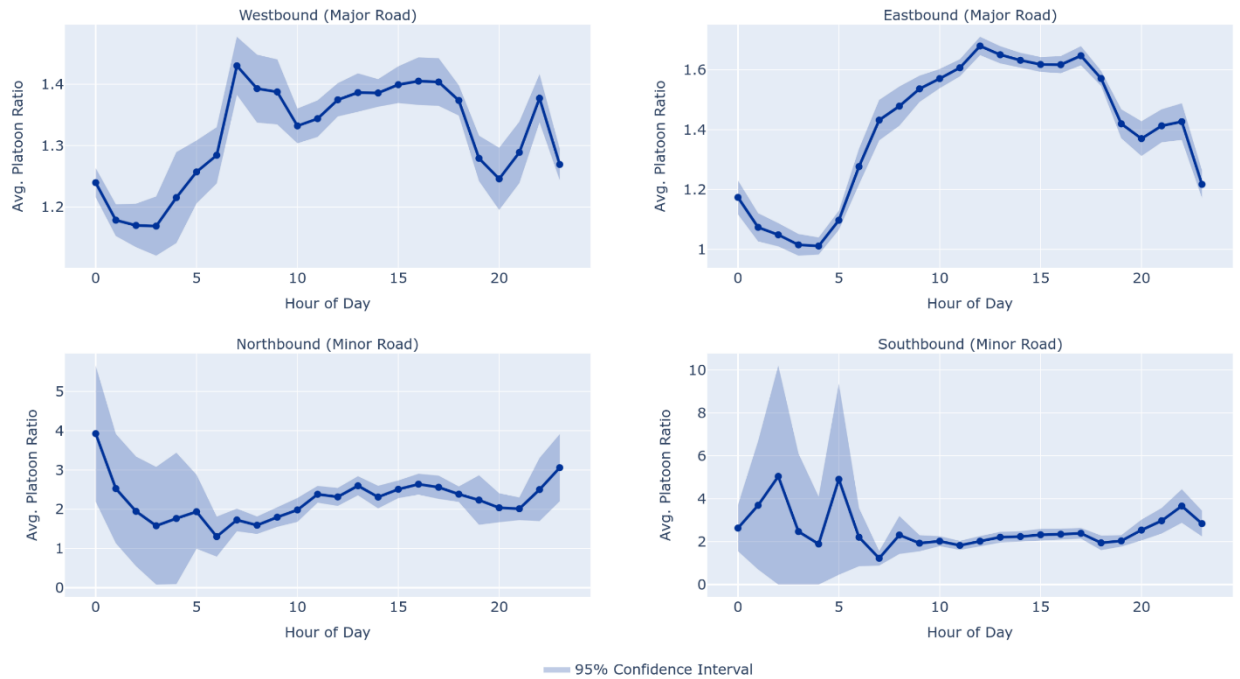 Westbound (Major Road)
Avg. Platoon Ratio
1.4
1.3
1.2
0 5 10 15 20
Hour of Day
Eastbound (Major Road)
Avg. Platoon Ratio
1.6
1.4
1.2
1
0 5 10 15 20
Hour of Day
Northbound (Minor Road)
Avg. Platoon Ratio
5
4
3
2
1
0
0 5 10 15 20
Hour of Day
Southbound (Minor Road)
Avg. Platoon Ratio
10
8
6
4
2
0
0 5 10 15 20
Hour of Day
95% Confidence Interval